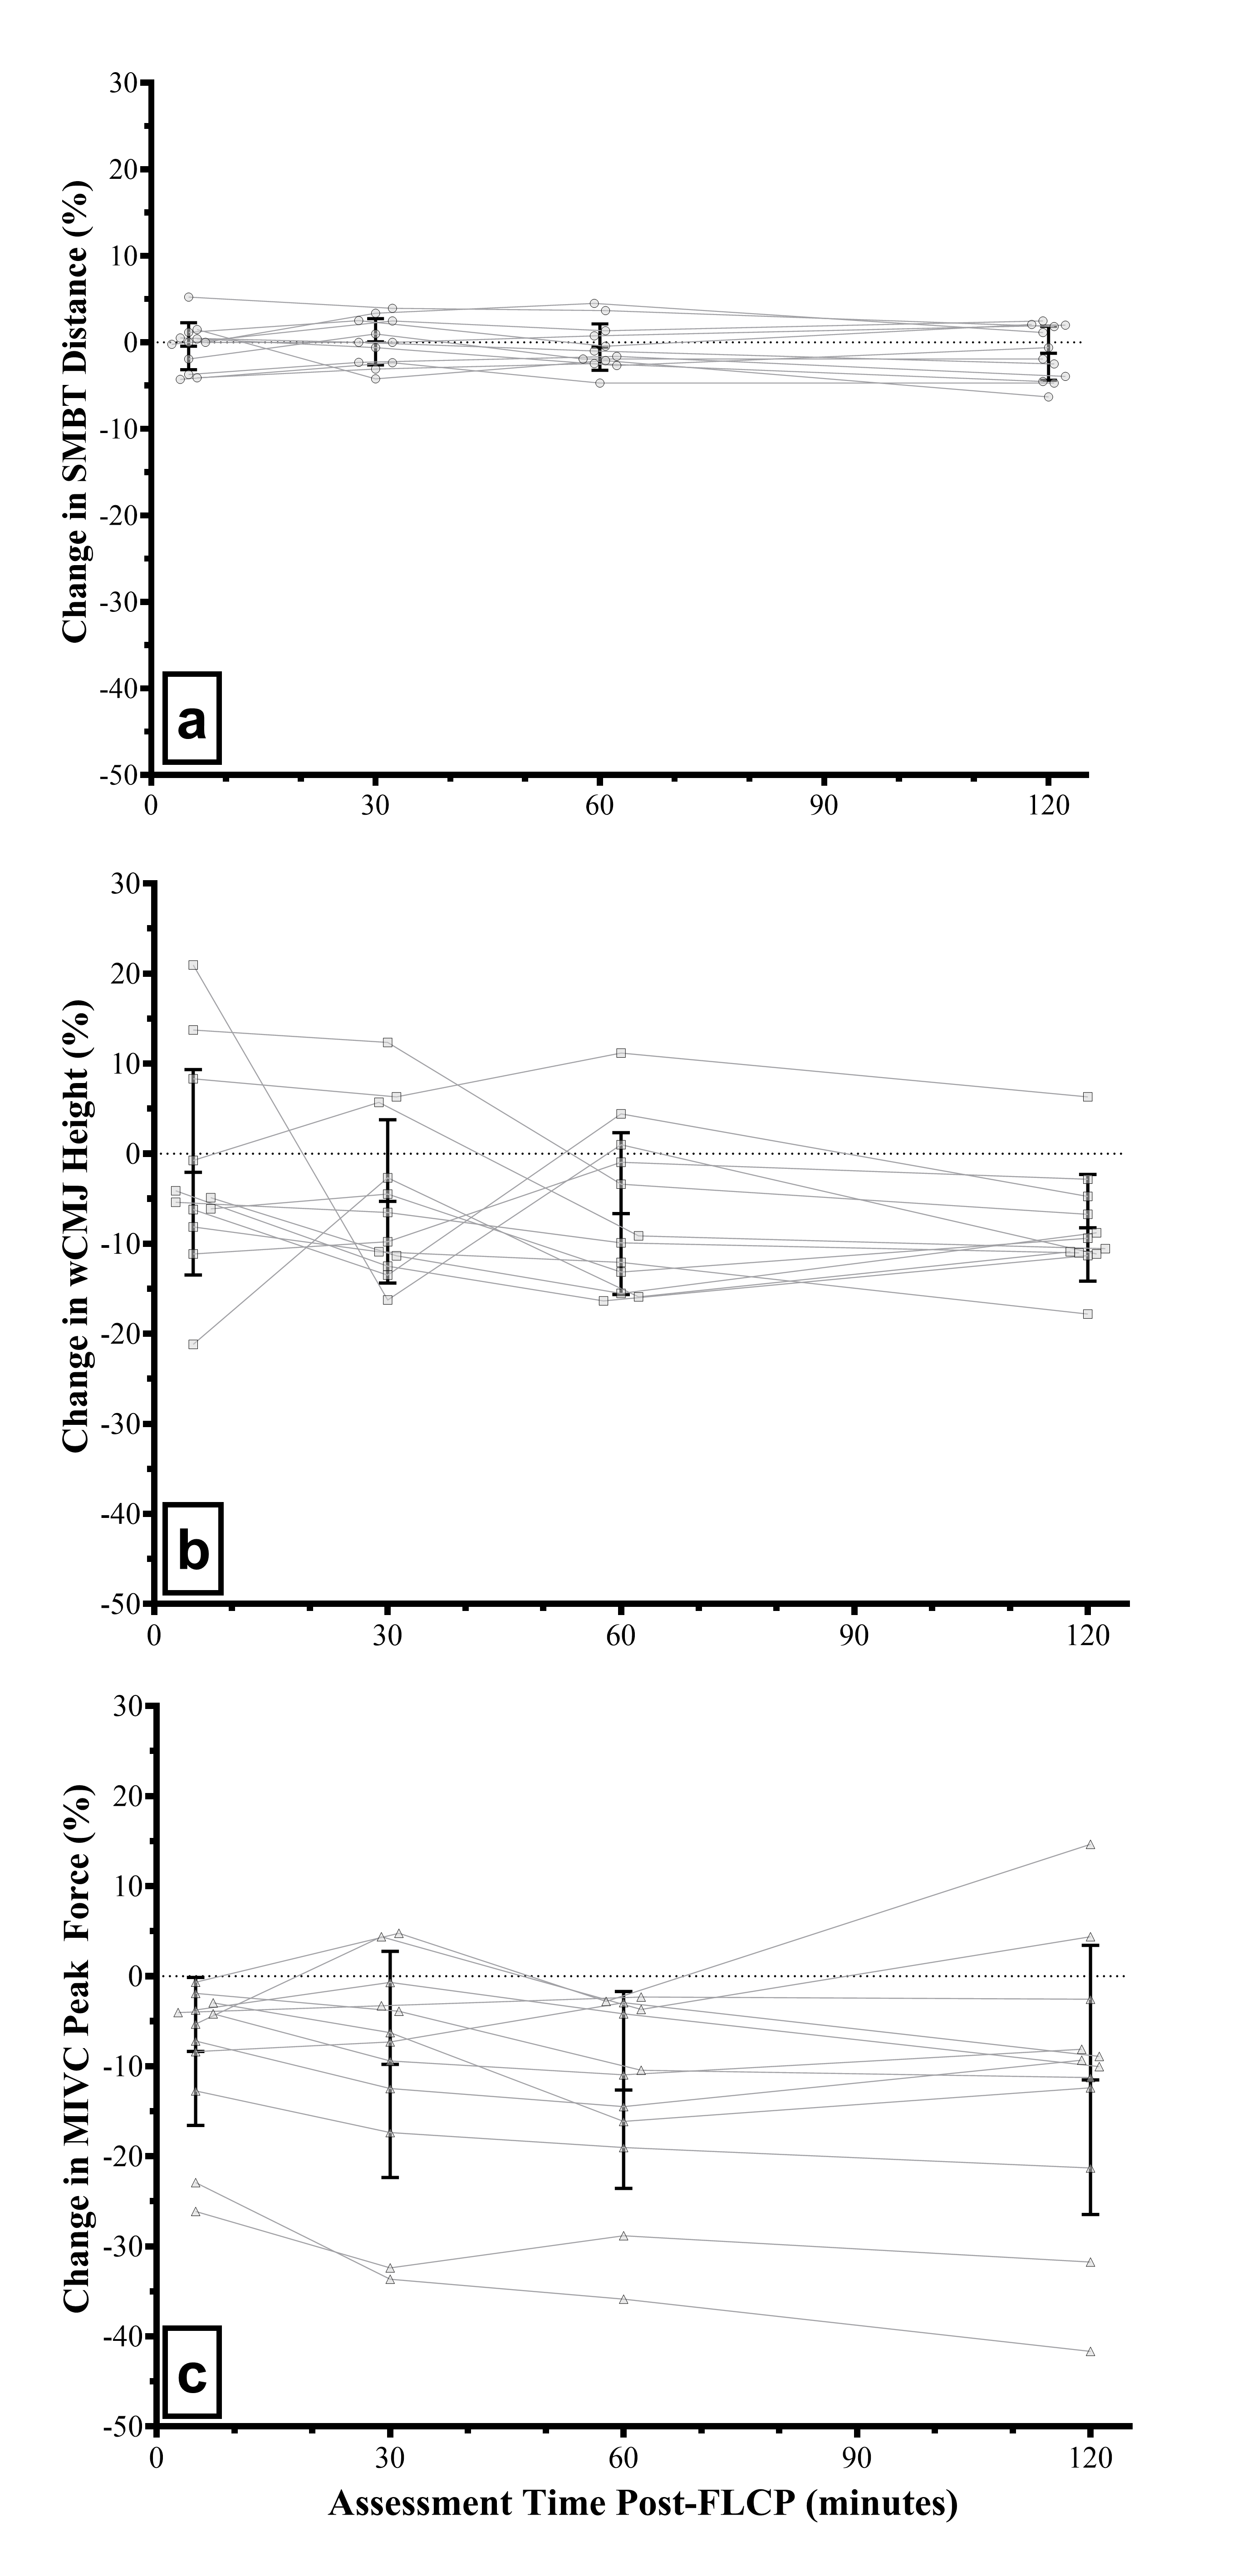 30
20
10
0
-10
-20
-30
-40
-50
Change in SMBT Distance (%)
a
0 30 60 90 120
30
20
10
0
-10
-20
-30
-40
-50
Change in wCMJ Height (%)
b
0 30 60 90 120
30
20
10
0
-10
-20
-30
-40
-50
Change in MIVC Peak Force (%)
c
0 30 60 90 120
Assessment Time Post-FLCP (minutes)